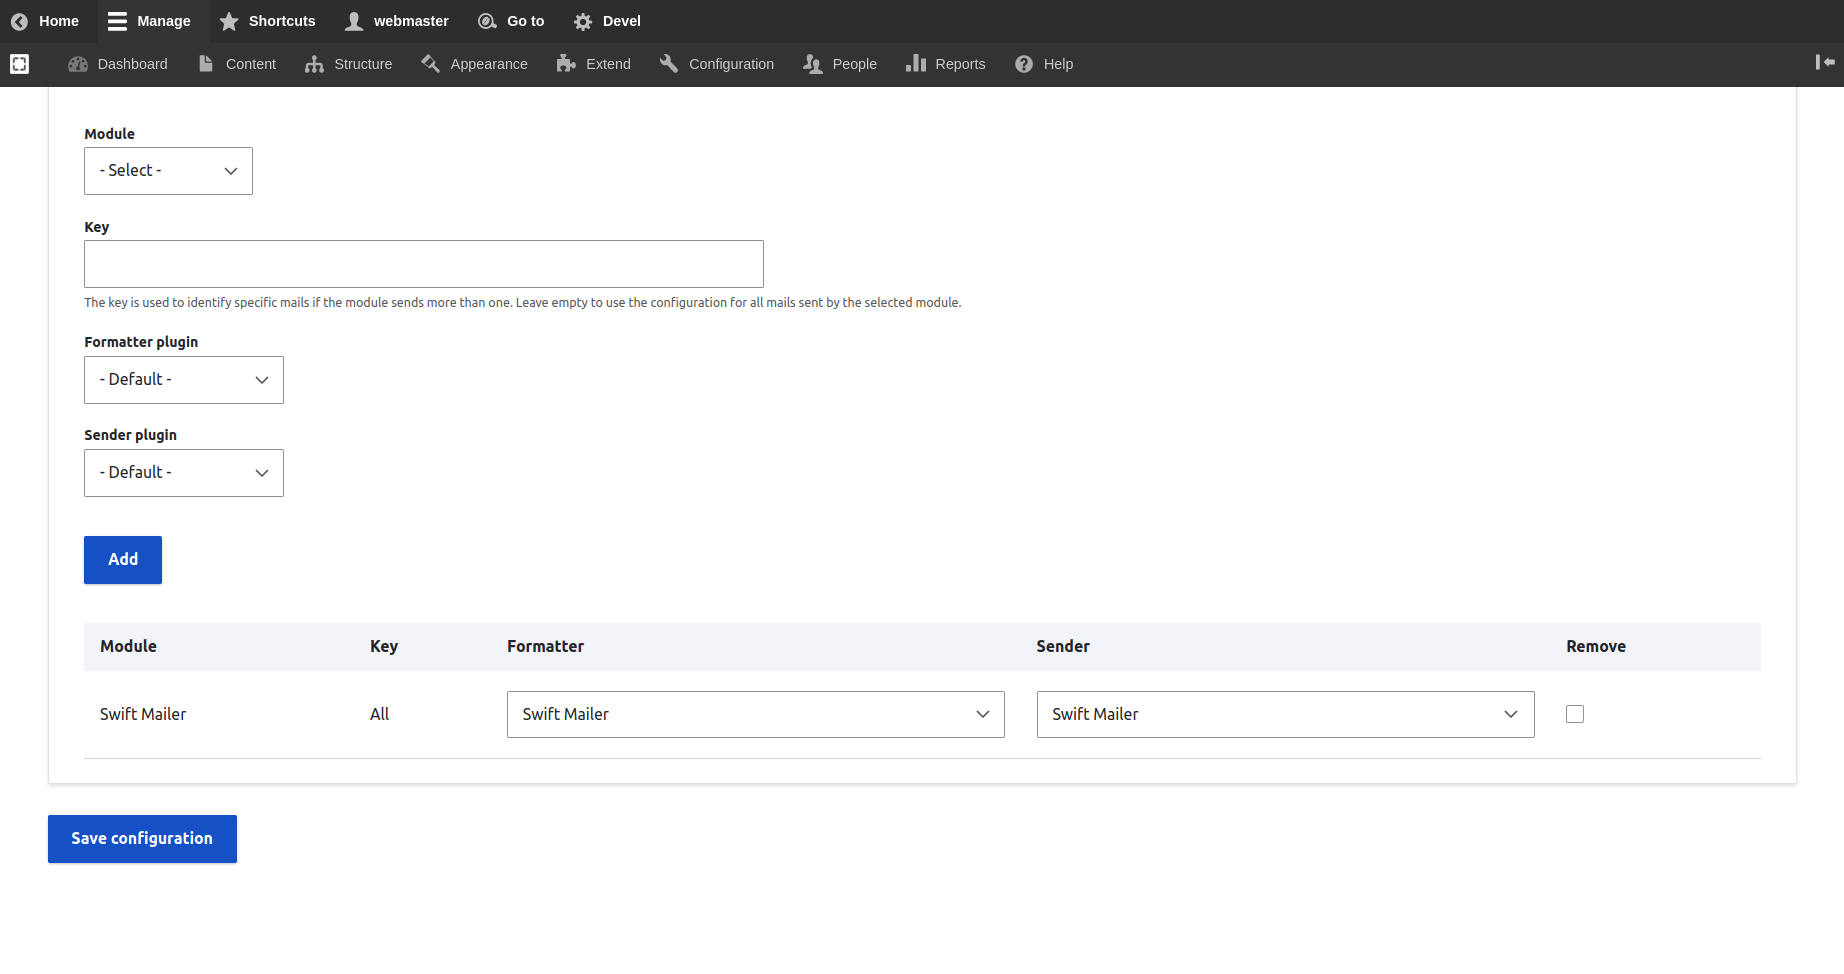 Home Manage Shortcuts webmaster Go to Devel
Dashboard Content Structure Appearance Extend Configuration People Reports Help
Module
- Select -
Key
The key is used to identify specific mails if the module sends more than one. Leave empty to use the configuration for all mails sent by the selected module.
Formatter plugin
- Default -
Sender plugin
- Default -
Add
Module Key Formatter Sender Remove
Swift Mailer All Swift Mailer Swift Mailer
Save configuration